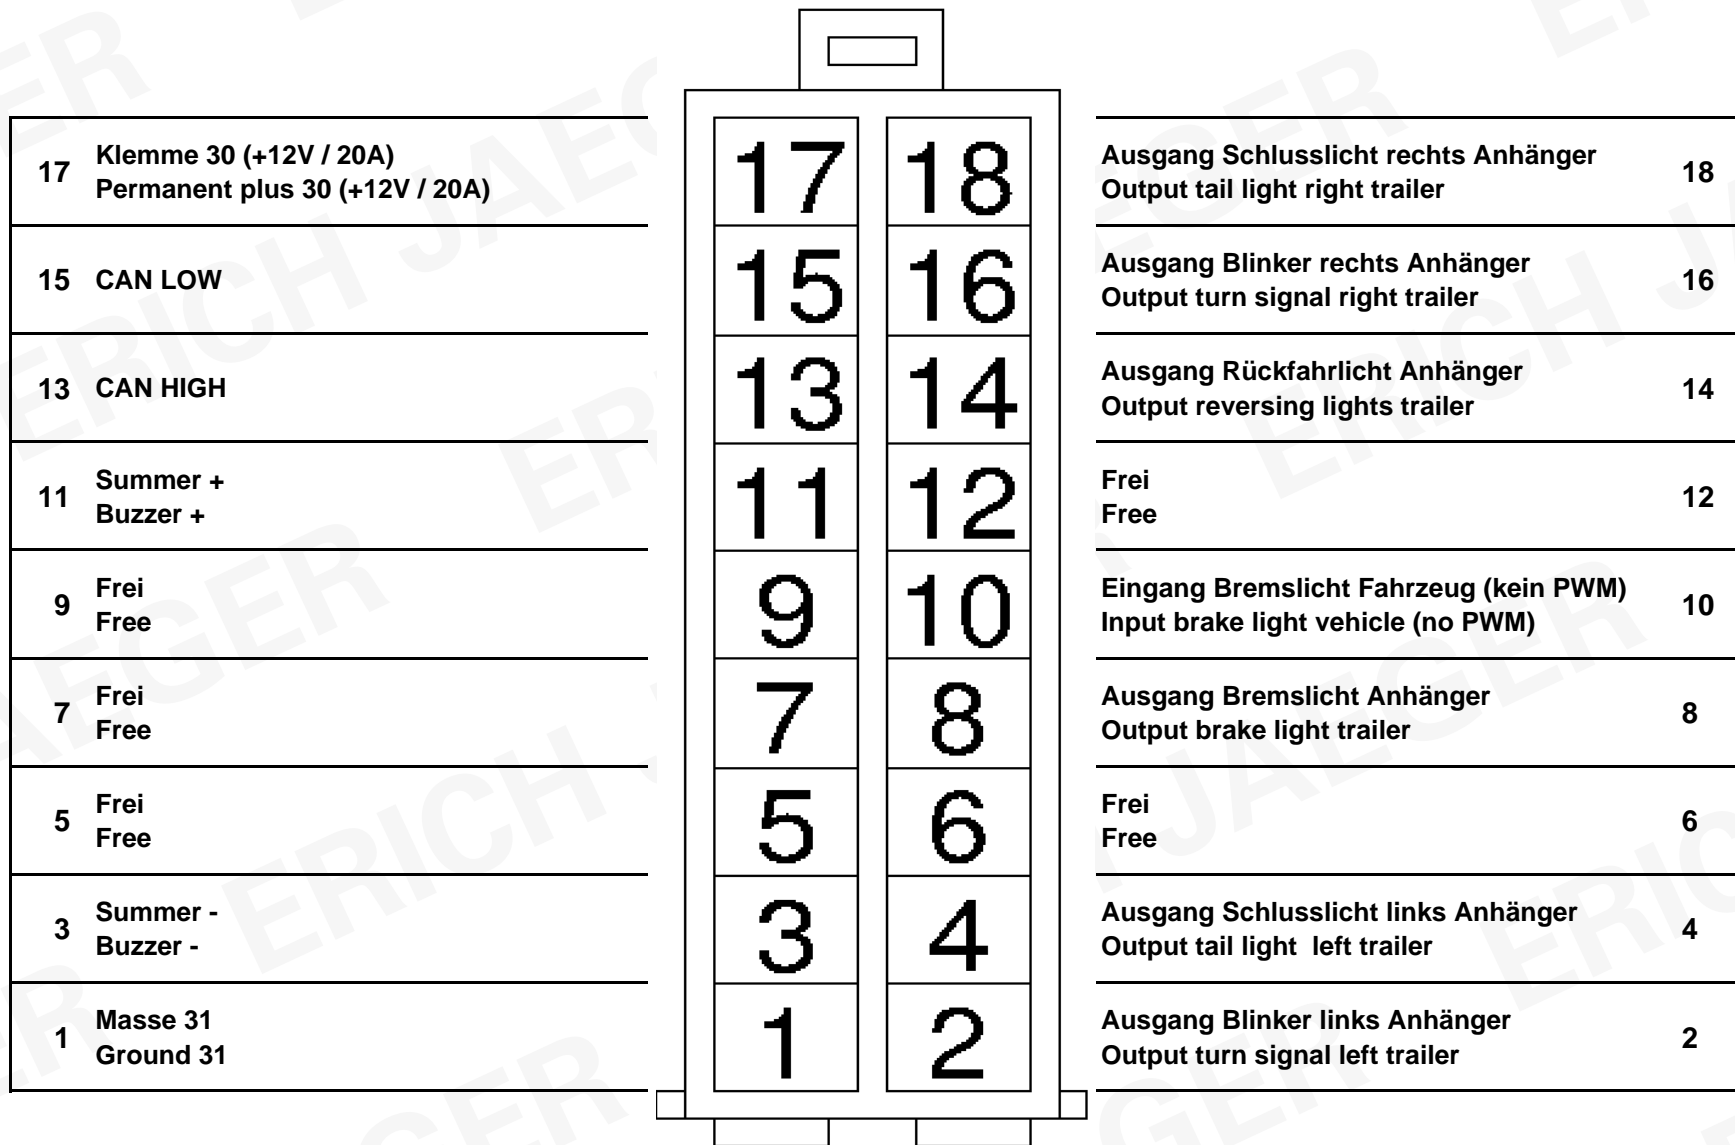 17 Klemme 30 (+12V / 20A)
Permanent plus 30 (+12V / 20A)
17 18
Ausgang Schlusslicht rechts Anhänger 18
Output tail light right trailer
15 CAN LOW
15 16
Ausgang Blinker rechts Anhänger 16
Output turn signal right trailer
13 CAN HIGH
13 14
Ausgang Rückfahrlicht Anhänger 14
Output reversing lights trailer
11 Summer +
Buzzer +
11 12
Frei 12
Free
9 Frei
Free
9 10
Eingang Bremslicht Fahrzeug (kein PWM) 10
Input brake light vehicle (no PWM)
7 Frei
Free
7 8
Ausgang Bremslicht Anhänger 8
Output brake light trailer
5 Frei
Free
5 6
Frei 6
Free
3 Summer -
Buzzer -
3 4
Ausgang Schlusslicht links Anhänger 4
Output tail light left trailer
1 Masse 31
Ground 31
1 2
Ausgang Blinker links Anhänger 2
Output turn signal left trailer
ERICH JAEGER